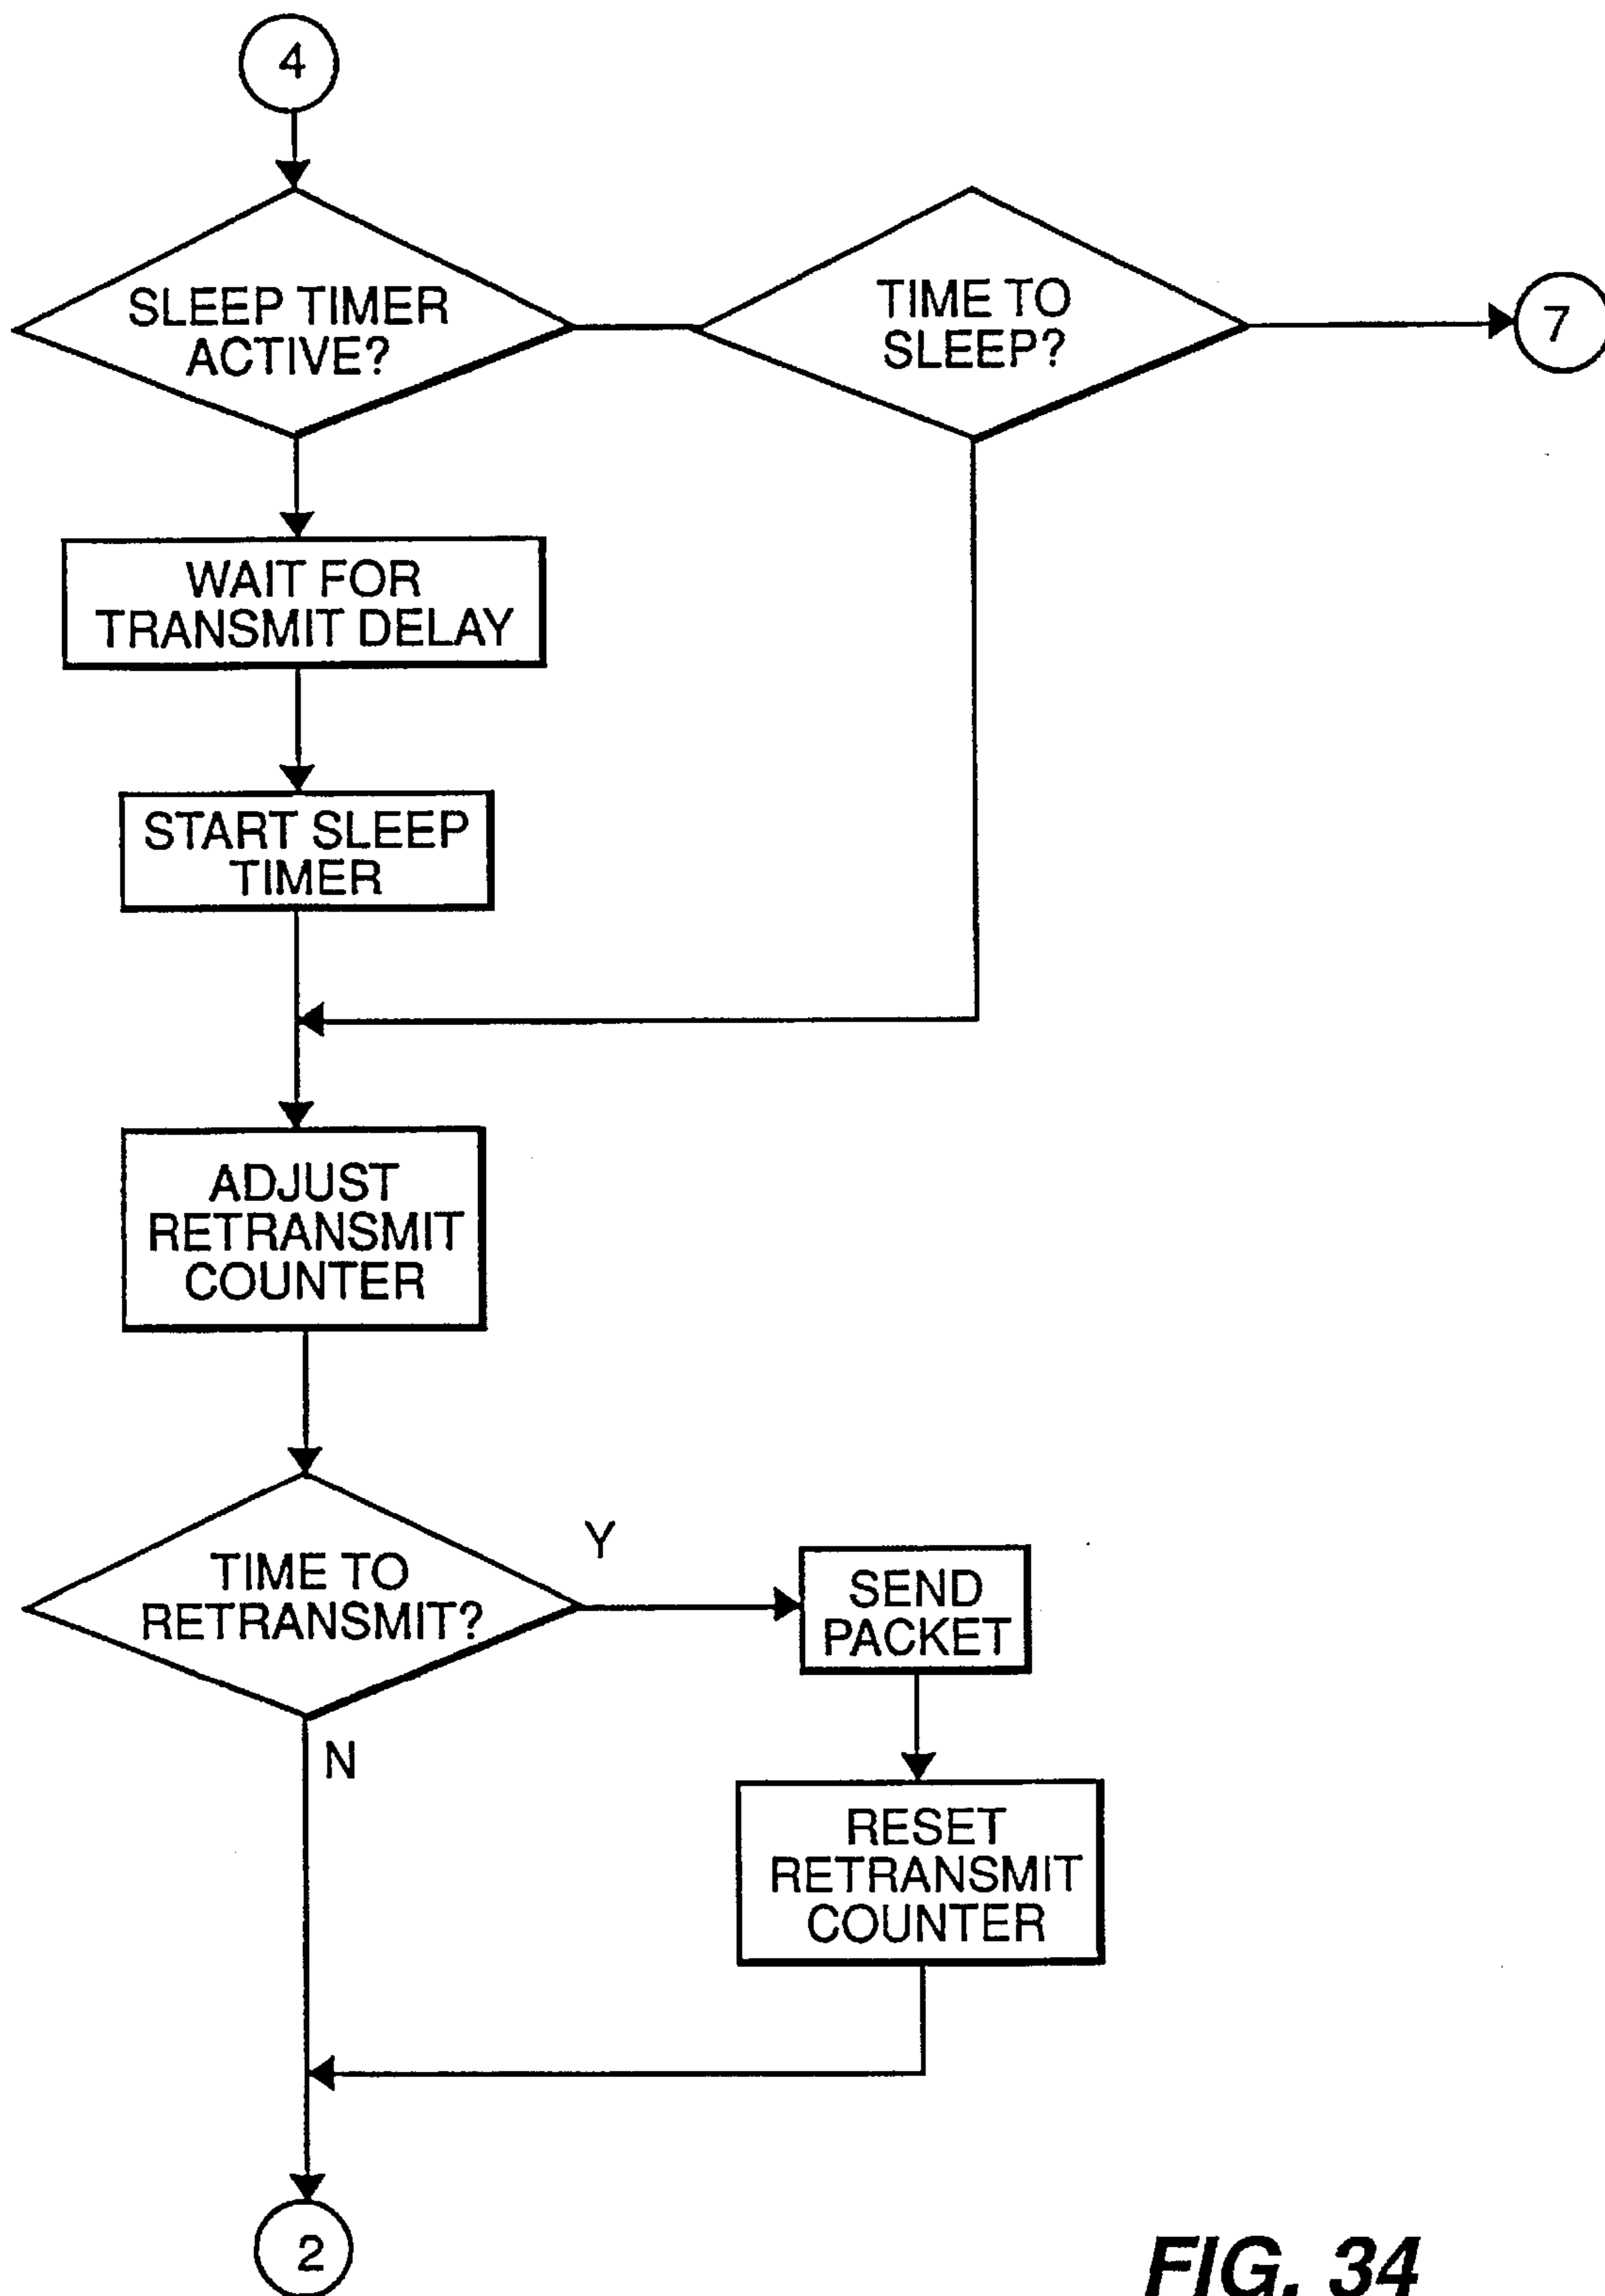 4
SLEEP TIMER
ACTIVE?
TIME TO
SLEEP?
7
WAIT FOR
TRANSMIT DELAY
START SLEEP
TIMER
ADJUST
RETRANSMIT
COUNTER
TIME TO
RETRANSMIT?
Y
SEND
PACKET
N
RESET
RETRANSMIT
COUNTER
2
FIG. 34